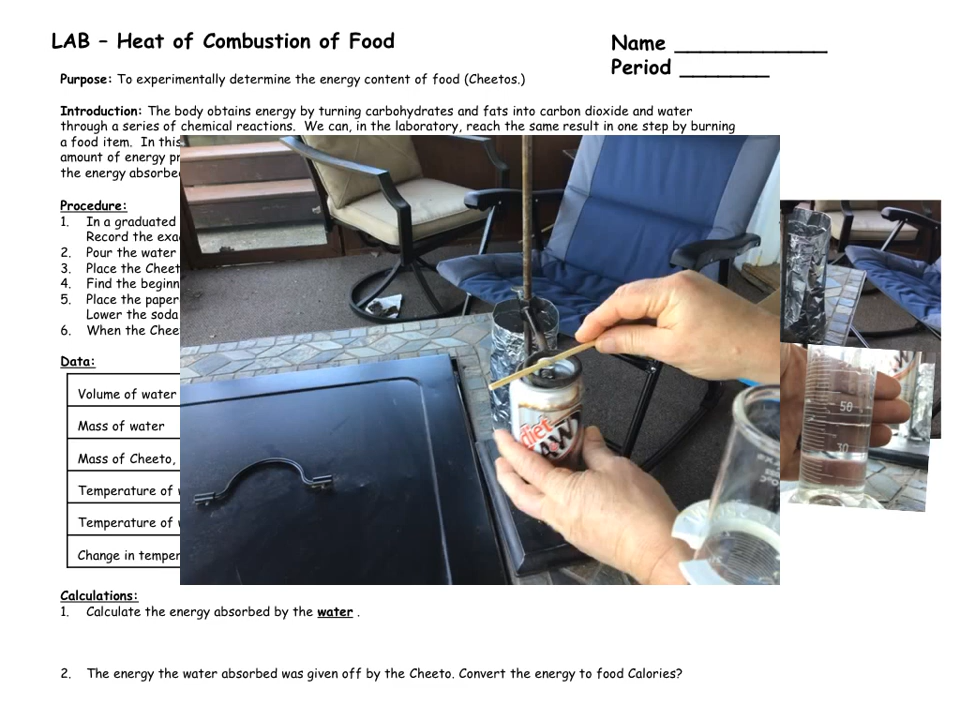 LAB – Heat of Combustion of Food
Name ____________
Period _______
Purpose: To experimentally determine the energy content of food (Cheetos.)
Introduction: The body obtains energy by turning carbohydrates and fats into carbon dioxide and water
through a series of chemical reactions. We can, in the laboratory, reach the same result in one step by burning
a food item. In this
amount of energy
the energy
Procedure:
1. In a graduated
Record the
2. Pour the water
3. Place the
4. Find the
5. Place the paper
Lower the soda
6. When the
Data:
Volume of water
Mass of water
Mass of Cheeto,
Temperature of
Temperature of
Change in
diet
A&W
50
30
Calculations:
1. Calculate the energy absorbed by the water .
2. The energy the water absorbed was given off by the Cheeto. Convert the energy to food Calories?